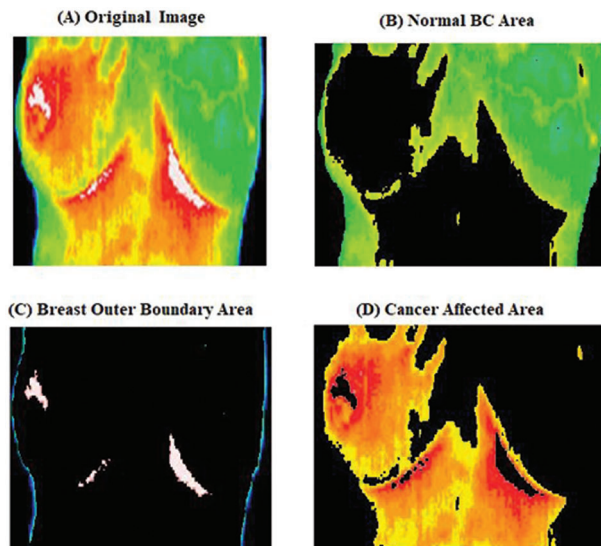 (A) Original Image
(B) Normal BC Area
(C) Breast Outer Boundary Area
(D) Cancer Affected Area